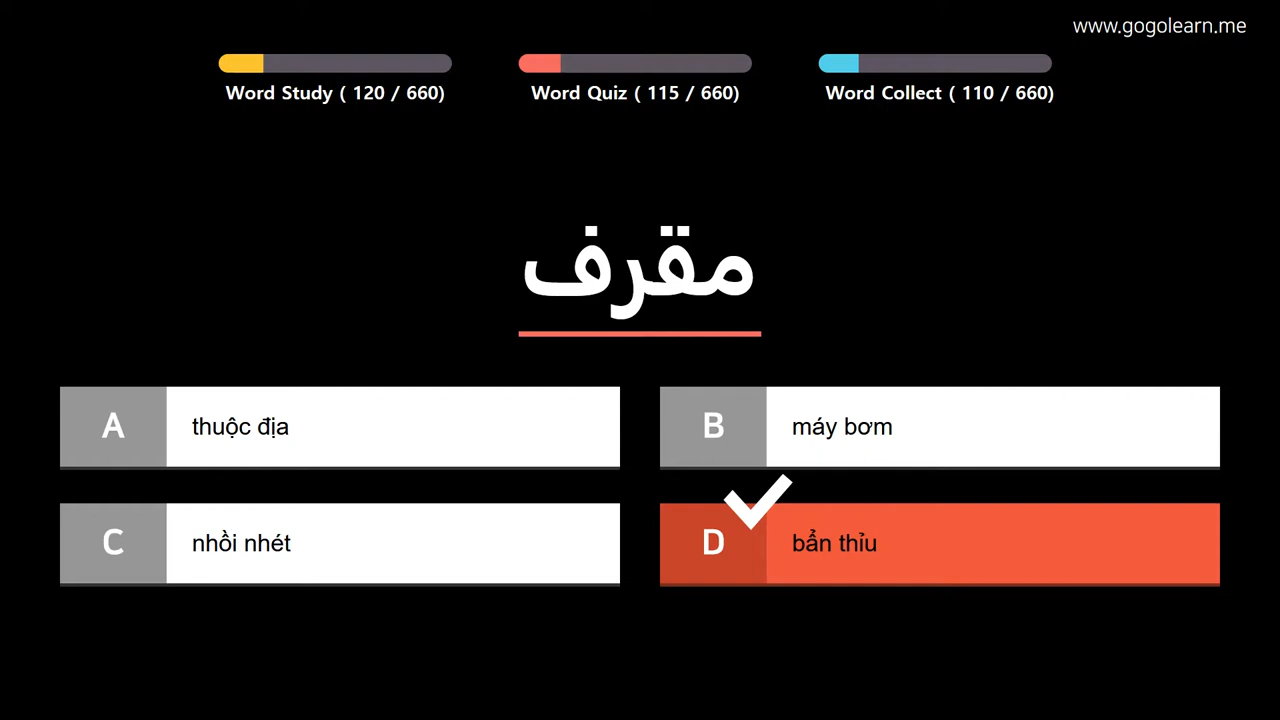 www.gogolearn.me
Word Study ( 120 / 660)
Word Quiz ( 115 / 660)
Word Collect ( 110 / 660)
مقرف
A thuộc địa
B máy bơm
C nhồi nhét
D bẩn thỉu